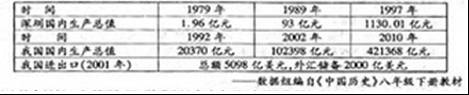 时 间 1979年 1989年 1997年
深圳国内生产总值 1.96亿元 93亿元 1130.01亿元
时 间 1992年 2002年 2010年
我国国内生产总值 20370亿元 102398亿元 421368亿元
我国进出口(2001年) 总额5098亿美元,外汇储备2000亿美元
——数据组编自《中国历史》八年级下册教材